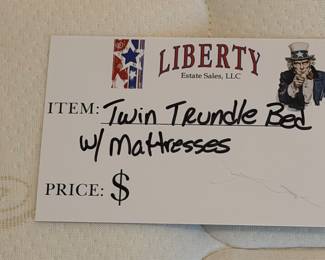 LIBERTY
Estate Sales, LLC
ITEM: Twin Trundle Bed
w/ Mattresses
PRICE: $